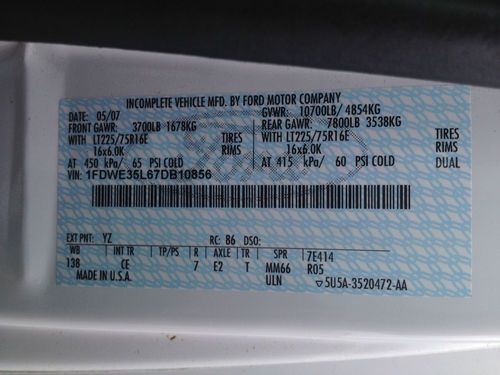 INCOMPLETE VEHICLE MFD. BY FORD MOTOR COMPANY
05/07 GVWR: 10700LB/ 4854KG
FRONT GAWR: 3700LB 1678KG REAR GAWR: 7800LB 3538KG
WITH LT225/75R16E TIRES WITH LT225/75R16E TIRES
16x6.0K RIMS 16x6.0K RIMS
AT 450 kPa/ 65 PSI COLD AT 415 kPa/ 60 PSI COLD DUAL
VIN: 1FDWE35L67DB10856
EXT PNT: YZ RC: 86 DSO:
WB INT TR TP/PS R AXLE TR SPR 7E414
138 CE 7 E2 T MM66 R05
MADE IN U.S.A. ULN ▽5U5A-3520472-AA